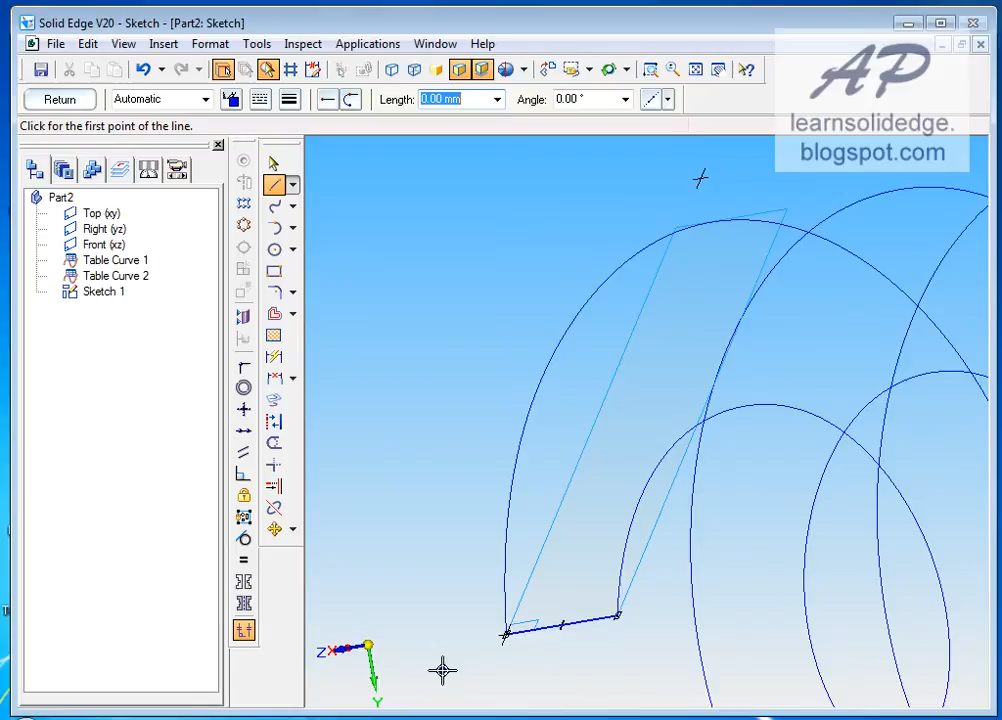 Solid Edge V20 - Sketch - [Part2: Sketch]
File Edit View Insert Format Tools Inspect Applications Window Help
AP
learnsolidedge.
blogspot.com
Return Automatic Length: 0.00 mm Angle: 0.00 °
Click for the first point of the line.
Part2
Top (xy)
Right (yz)
Front (xz)
Table Curve 1
Table Curve 2
Sketch 1
Z X
Y